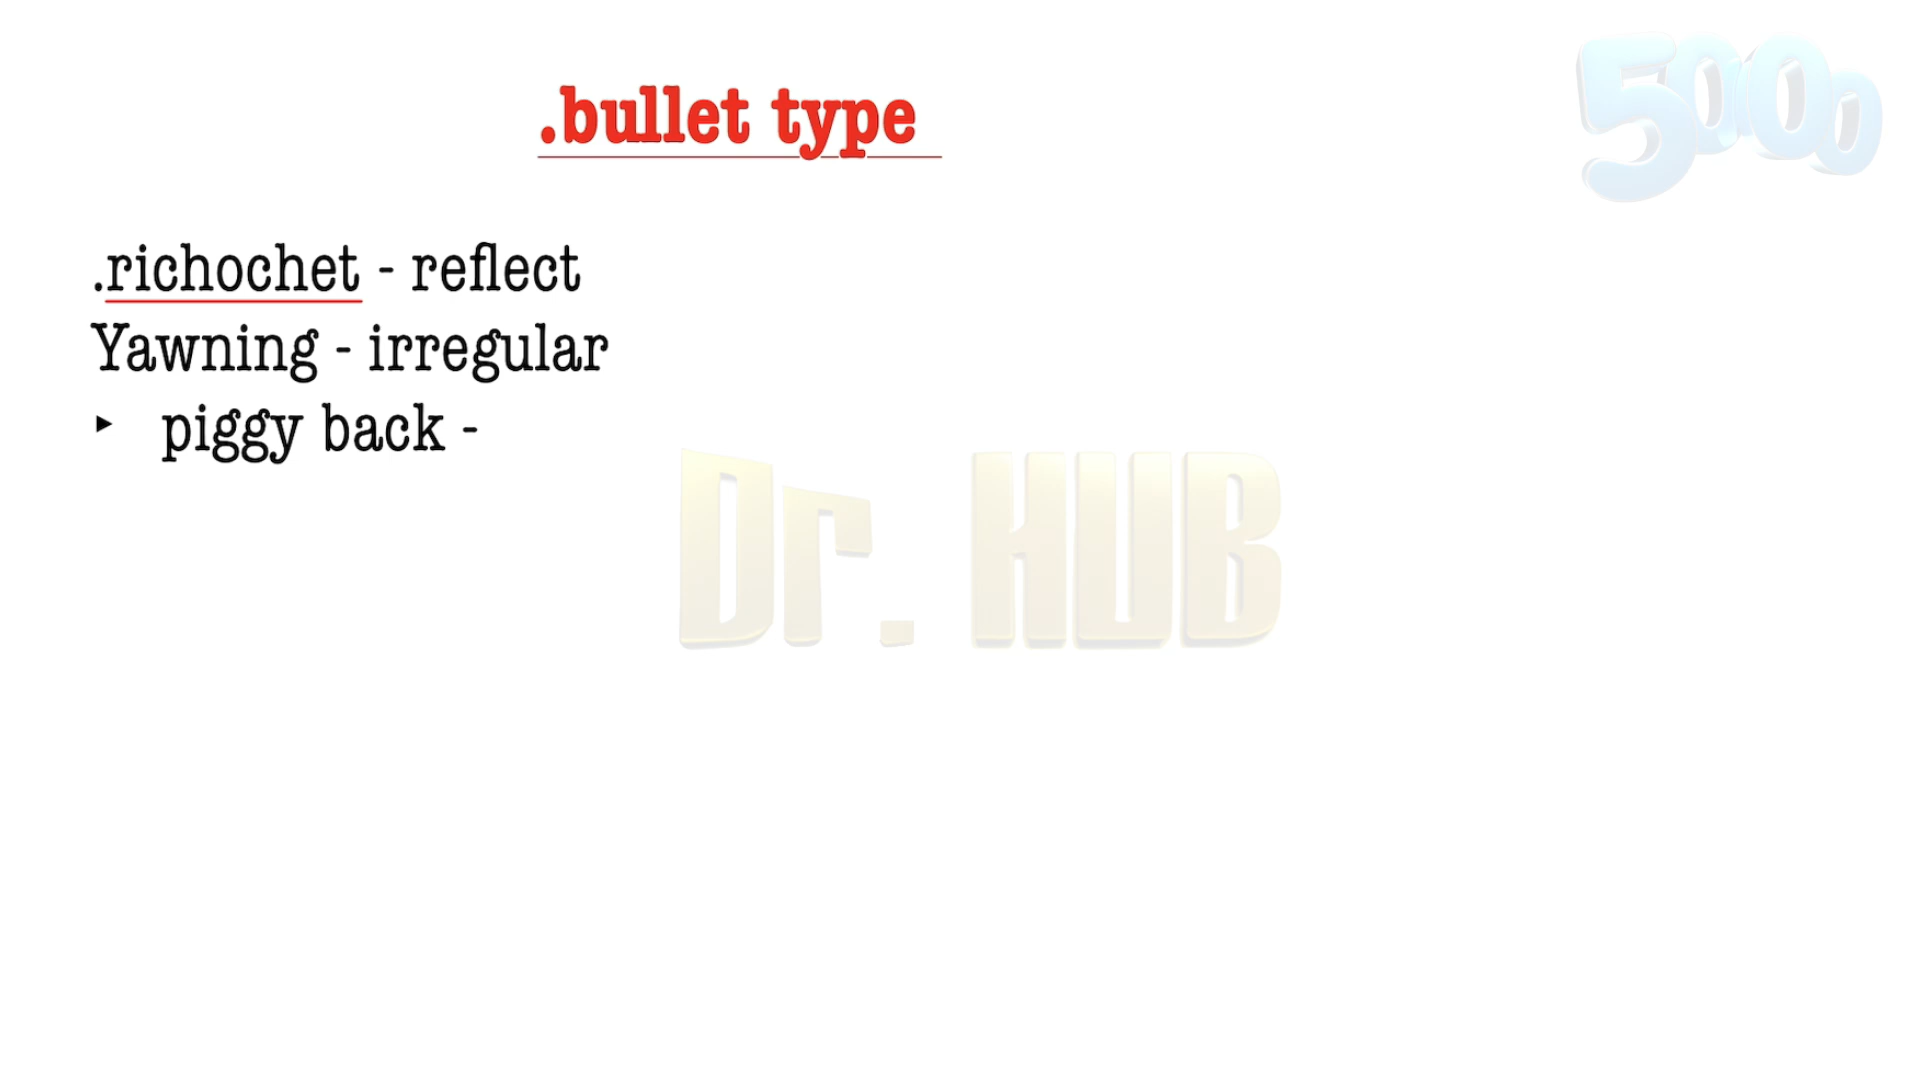 5000
.bullet type
.richochet - reflect
Yawning - irregular
‣ piggy back -
Dr. HUB